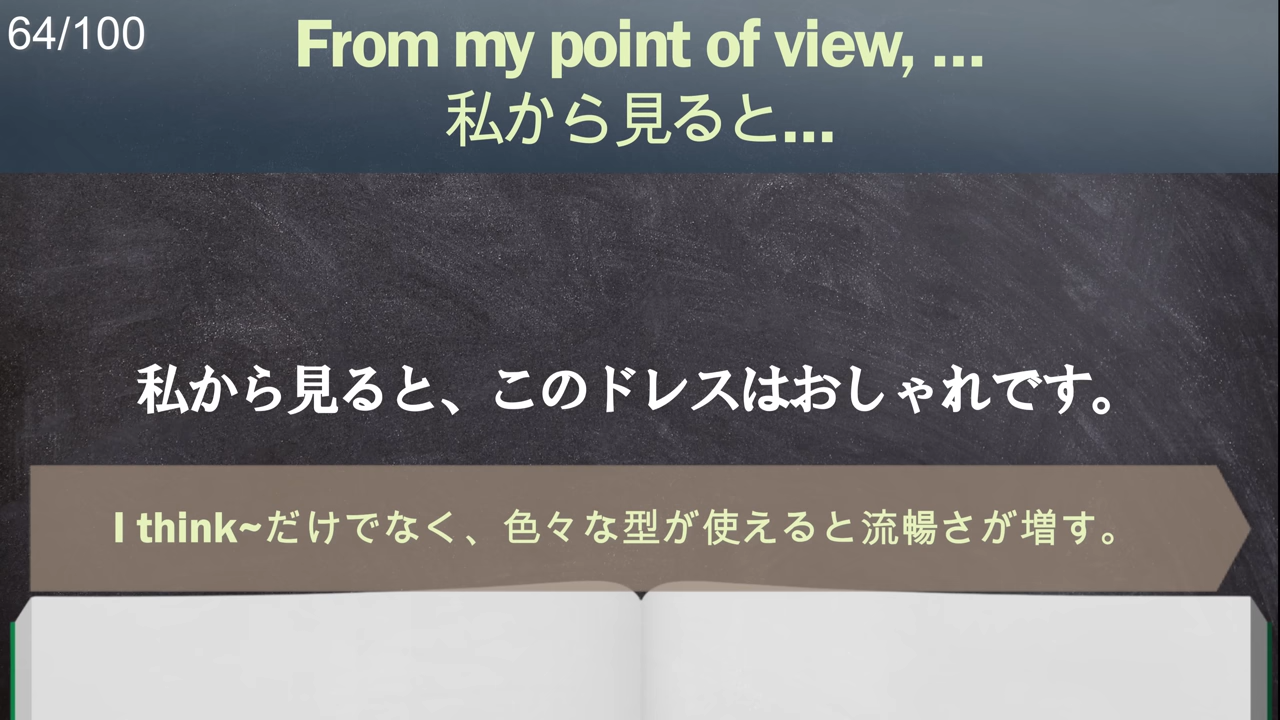 64/100
From my point of view, ...
私から見ると...
私から見ると、このドレスはおしゃれです。
I think~だけでなく、色々な型が使えると流暢さが増す。